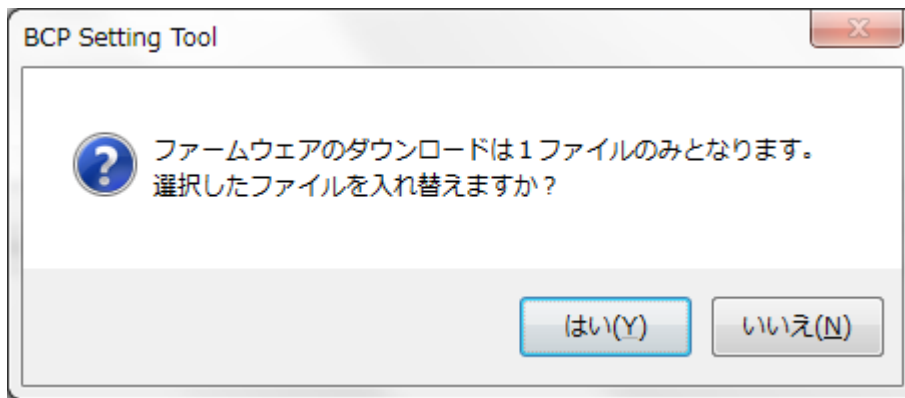 BCP Setting Tool
ファームウェアのダウンロードは１ファイルのみとなります。
選択したファイルを入れ替えますか？
はい(Y)
いいえ(N)